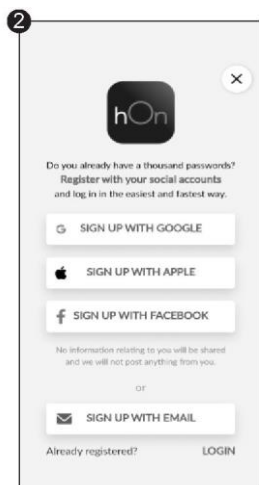 2
hOn
Do you already have a thousand passwords?
Register with your social accounts
and log in in the easiest and fastest way.
G SIGN UP WITH GOOGLE
SIGN UP WITH APPLE
f SIGN UP WITH FACEBOOK
No information relating to you will be shared
and we will not post anything from you.
or
SIGN UP WITH EMAIL
Already registered? LOGIN